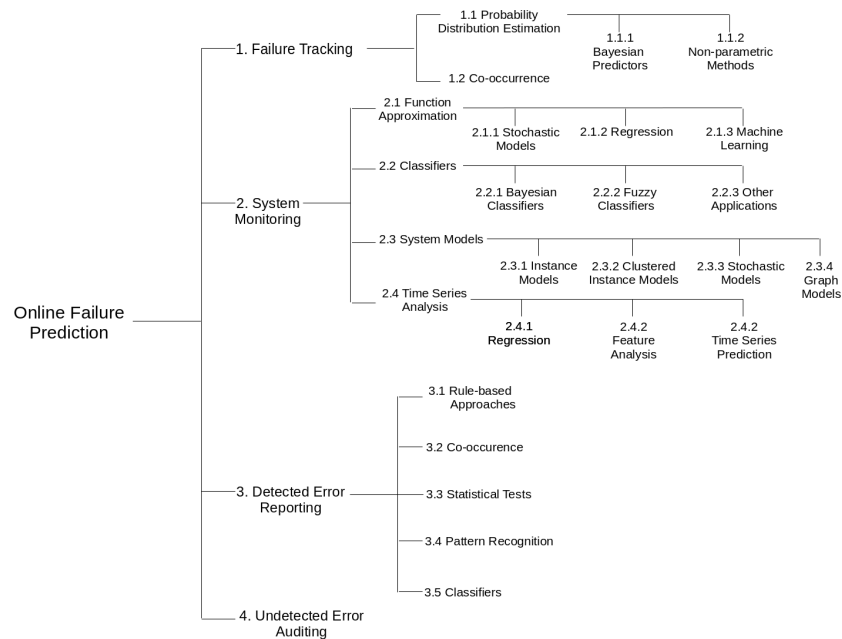 1.1 Probability
Distribution Estimation
1.1.1
Bayesian
Predictors
1.1.2
Non-parametric
Methods
1. Failure Tracking
1.2 Co-occurrence
2.1 Function
Approximation
2.1.1 Stochastic
Models
2.1.2 Regression
2.1.3 Machine
Learning
2.2 Classifiers
2.2.1 Bayesian
Classifiers
2.2.2 Fuzzy
Classifiers
2.2.3 Other
Applications
2. System
Monitoring
2.3 System Models
2.3.1 Instance
Models
2.3.2 Clustered
Instance Models
2.3.3 Stochastic
Models
2.3.4
Graph
Models
2.4 Time Series
Analysis
2.4.1
Regression
2.4.2
Feature
Analysis
2.4.2
Time Series
Prediction
Online Failure
Prediction
3.1 Rule-based
Approaches
3.2 Co-occurence
3. Detected Error
Reporting
3.3 Statistical Tests
3.4 Pattern Recognition
3.5 Classifiers
4. Undetected Error
Auditing